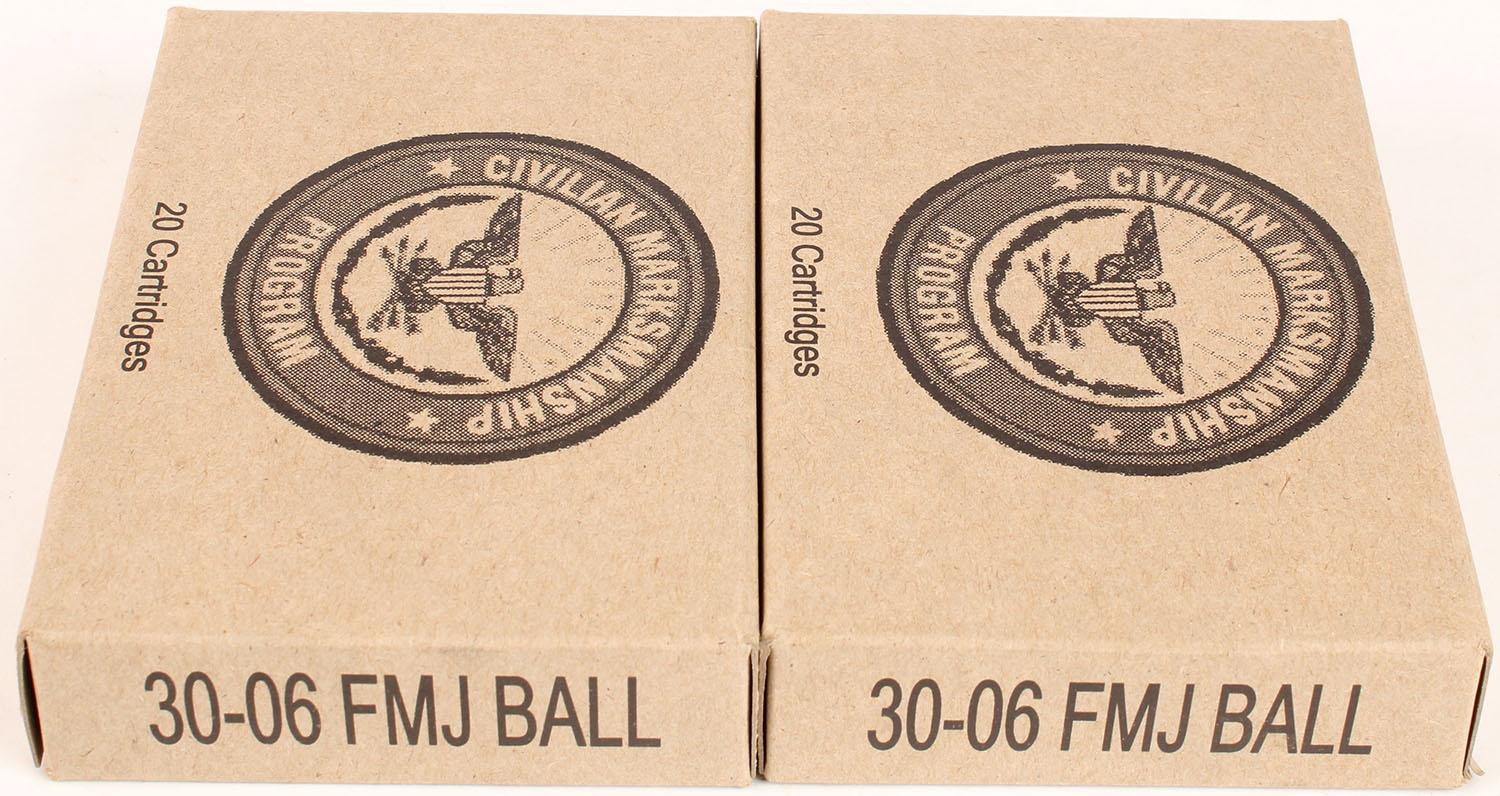 CIVILIAN MARKSMANSHIP
PROGRAM
20 Cartridges
30-06 FMJ BALL
CIVILIAN MARKSMANSHIP
PROGRAM
20 Cartridges
30-06 FMJ BALL